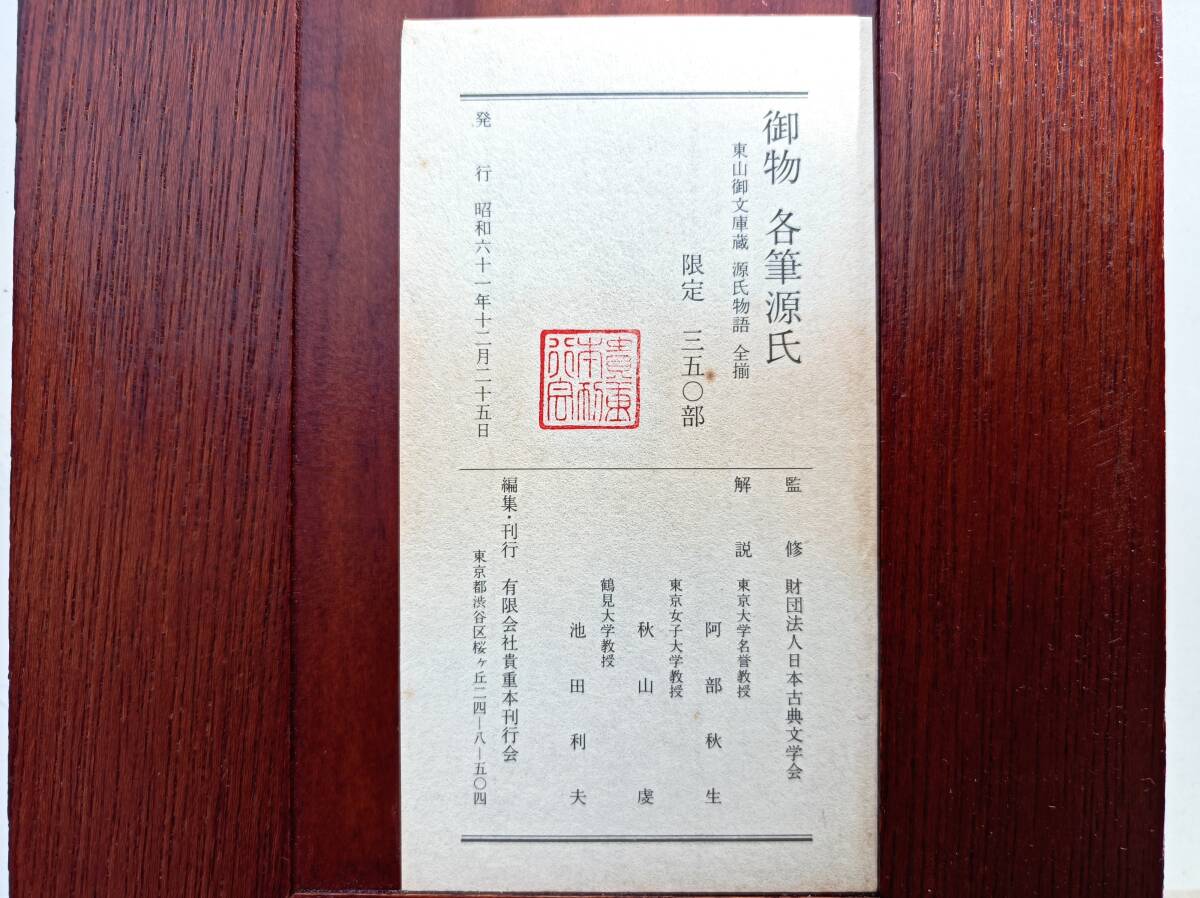 御物 各筆源氏
東山御文庫蔵 源氏物語 全揃
限定 三五〇部
貴重
本刊
行会
発行 昭和六十一年十二月二十五日
監修 財団法人日本古典文学会
解説 東京大学名誉教授
阿部秋生
東京女子大学教授
秋山虔
鶴見大学教授
池田利夫
編集・刊行 有限会社貴重本刊行会
東京都渋谷区桜ヶ丘二四―八―五〇四